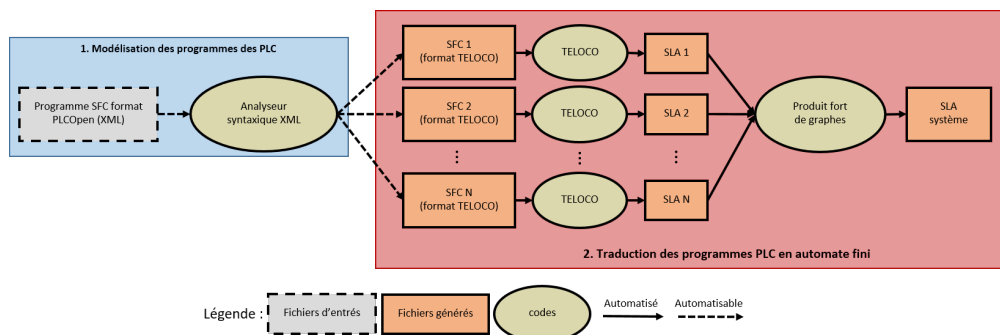 1. Modélisation des programmes des PLC
Programme SFC format
PLCOpen (XML)
Analyseur
syntaxique XML
SFC 1
(format TELOCO)
TELOCO
SLA 1
SFC 2
(format TELOCO)
TELOCO
SLA 2
SFC N
(format TELOCO)
TELOCO
SLA N
Produit fort
de graphes
SLA
système
2. Traduction des programmes PLC en automate fini
Légende :
Fichiers d'entrés
Fichiers générés
codes
Automatisé
Automatisable